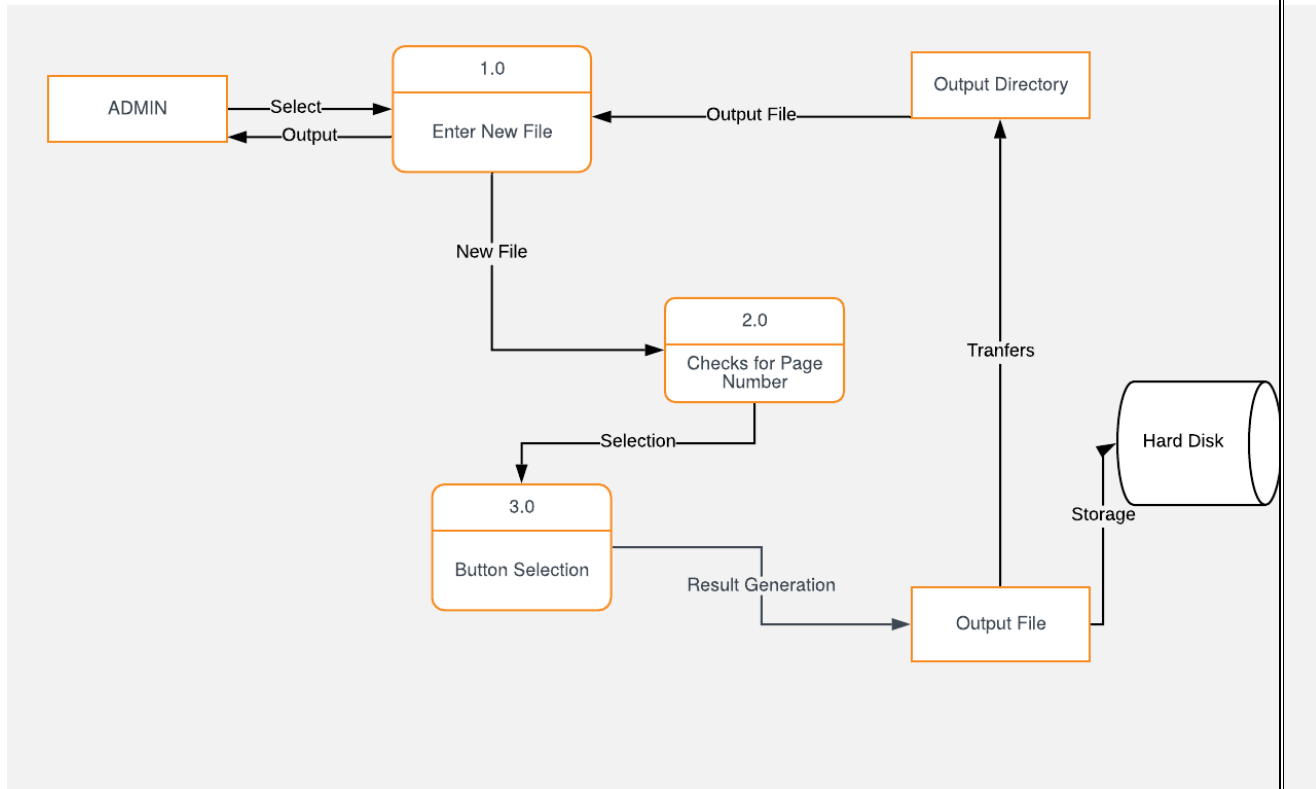 1.0
ADMIN
Select
Output
Enter New File
Output File
Output Directory
New File
2.0
Checks for Page
Number
Tranfers
Selection
Hard Disk
3.0
Button Selection
Storage
Result Generation
Output File